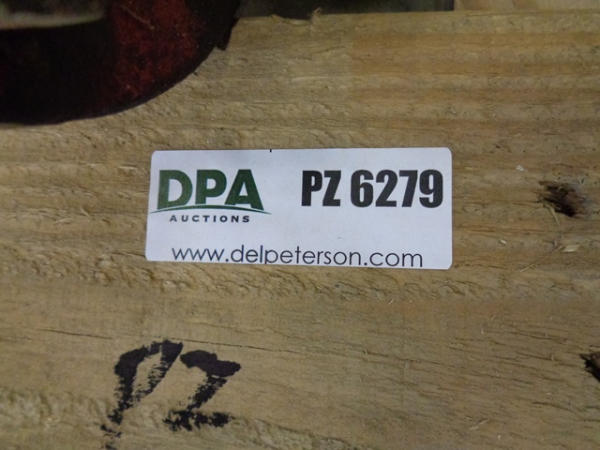 DPA
AUCTIONS
PZ 6279
www.delpeterson.com
PZ